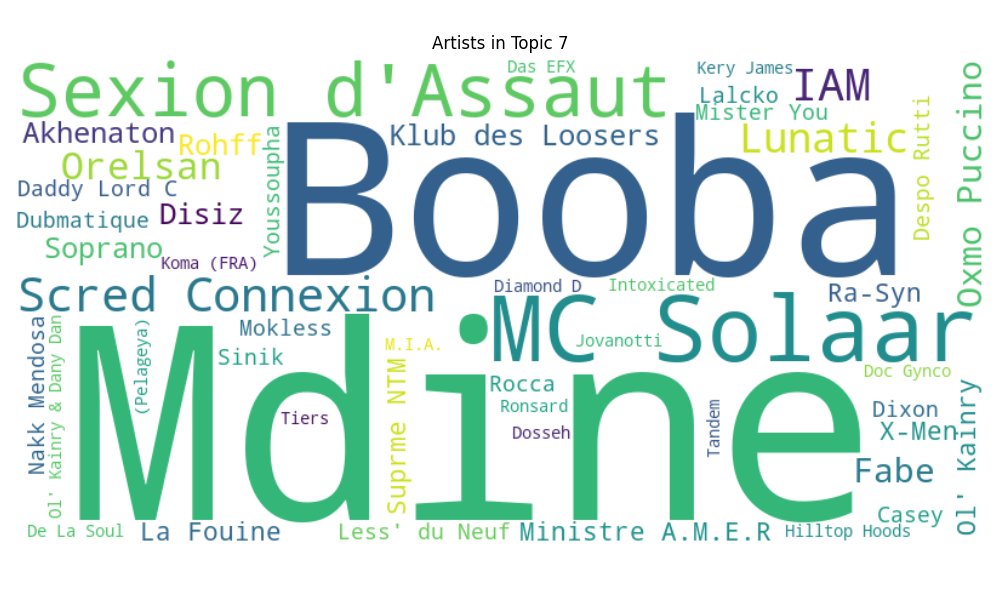 Artists in Topic 7
Sexion d'Assaut
Das EFX
Kery James
IAM
Lalcko
Mister You
Akhenaton
Rohff
Klub des Loosers
Lunatic
Despo Rutti
Oxmo Puccino
Orelsan
Youssoupha
Booba
Daddy Lord C
Dubmatique
Disiz
Soprano
Koma (FRA)
Scred Connexion
Diamond D
Intoxicated
Ra-Syn
MC Solaar
Nakk Mendosa
Ol' Kainry & Dany Dan
(Pelageya)
Mokless
Sinik
M.I.A.
Jovanotti
Mdine
Tiers
Suprme NTM
Rocca
Ronsard
Dosseh
Tandem
Doc Gynco
Dixon
X-Men
Ol' Kainry
Fabe
Casey
De La Soul
La Fouine
Less' du Neuf
Ministre A.M.E.R
Hilltop Hoods